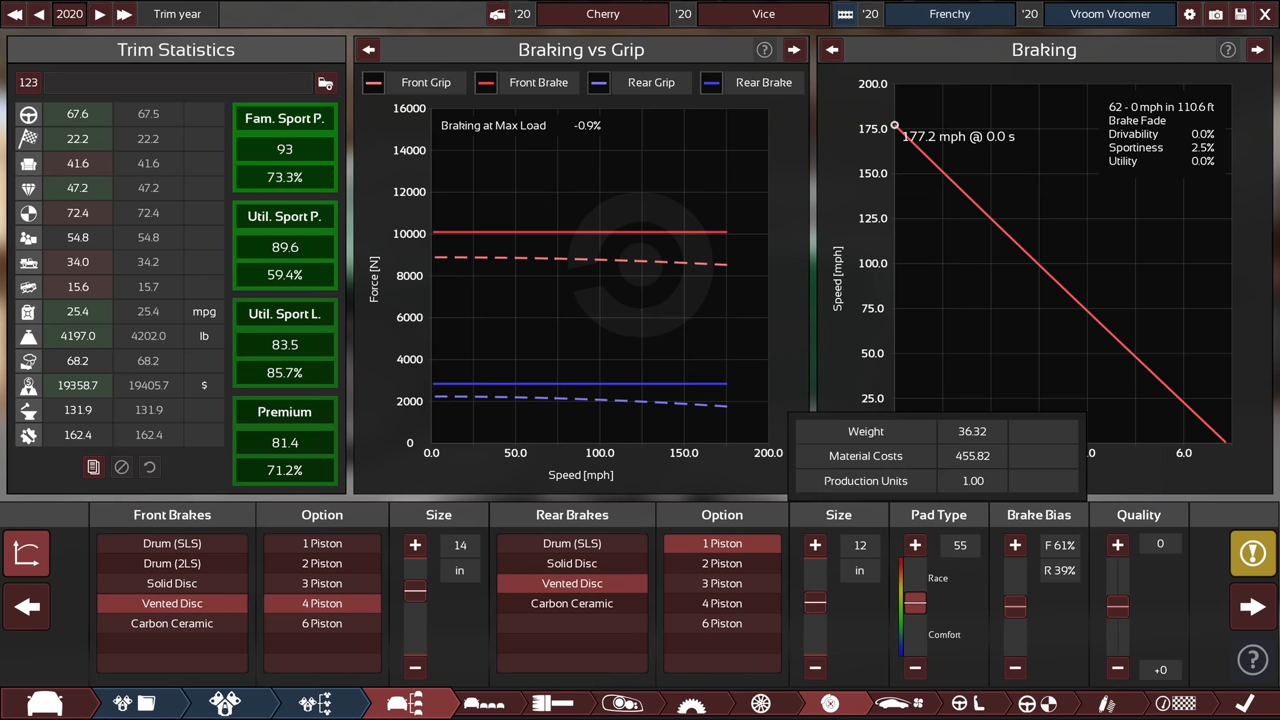 2020 Trim year '20 Cherry '20 Vice '20 Frenchy '20 Vroom Vroomer
Trim Statistics
123
67.6 67.5
22.2 22.2
41.6 41.6
47.2 47.2
72.4 72.4
54.8 54.8
34.0 34.2
15.6 15.7
25.4 25.4 mpg
4197.0 4202.0 lb
68.2 68.2
19358.7 19405.7 $
131.9 131.9
162.4 162.4
Fam. Sport P.
93
73.3%
Util. Sport P.
89.6
59.4%
Util. Sport L.
83.5
85.7%
Premium
81.4
71.2%
Braking vs Grip ?
Front Grip Front Brake Rear Grip Rear Brake
Braking at Max Load -0.9%
16000
14000
12000
10000
8000
6000
4000
2000
0
Force [N]
0.0 50.0 100.0 150.0 200.0
Speed [mph]
Braking ?
200.0
175.0
150.0
125.0
100.0
75.0
50.0
25.0
Speed [mph]
177.2 mph @ 0.0 s
62 - 0 mph in 110.6 ft
Brake Fade
Drivability 0.0%
Sportiness 2.5%
Utility 0.0%
.0 6.0
Weight 36.32
Material Costs 455.82
Production Units 1.00
Front Brakes
Drum (SLS)
Drum (2LS)
Solid Disc
Vented Disc
Carbon Ceramic
Option
1 Piston
2 Piston
3 Piston
4 Piston
6 Piston
Size
+ 14
in
−
Rear Brakes
Drum (SLS)
Solid Disc
Vented Disc
Carbon Ceramic
Option
1 Piston
2 Piston
3 Piston
4 Piston
6 Piston
Size
+ 12
in
−
Pad Type
+ 55
Race
Comfort
−
Brake Bias
+ F 61%
R 39%
−
Quality
+ 0
− +0
?